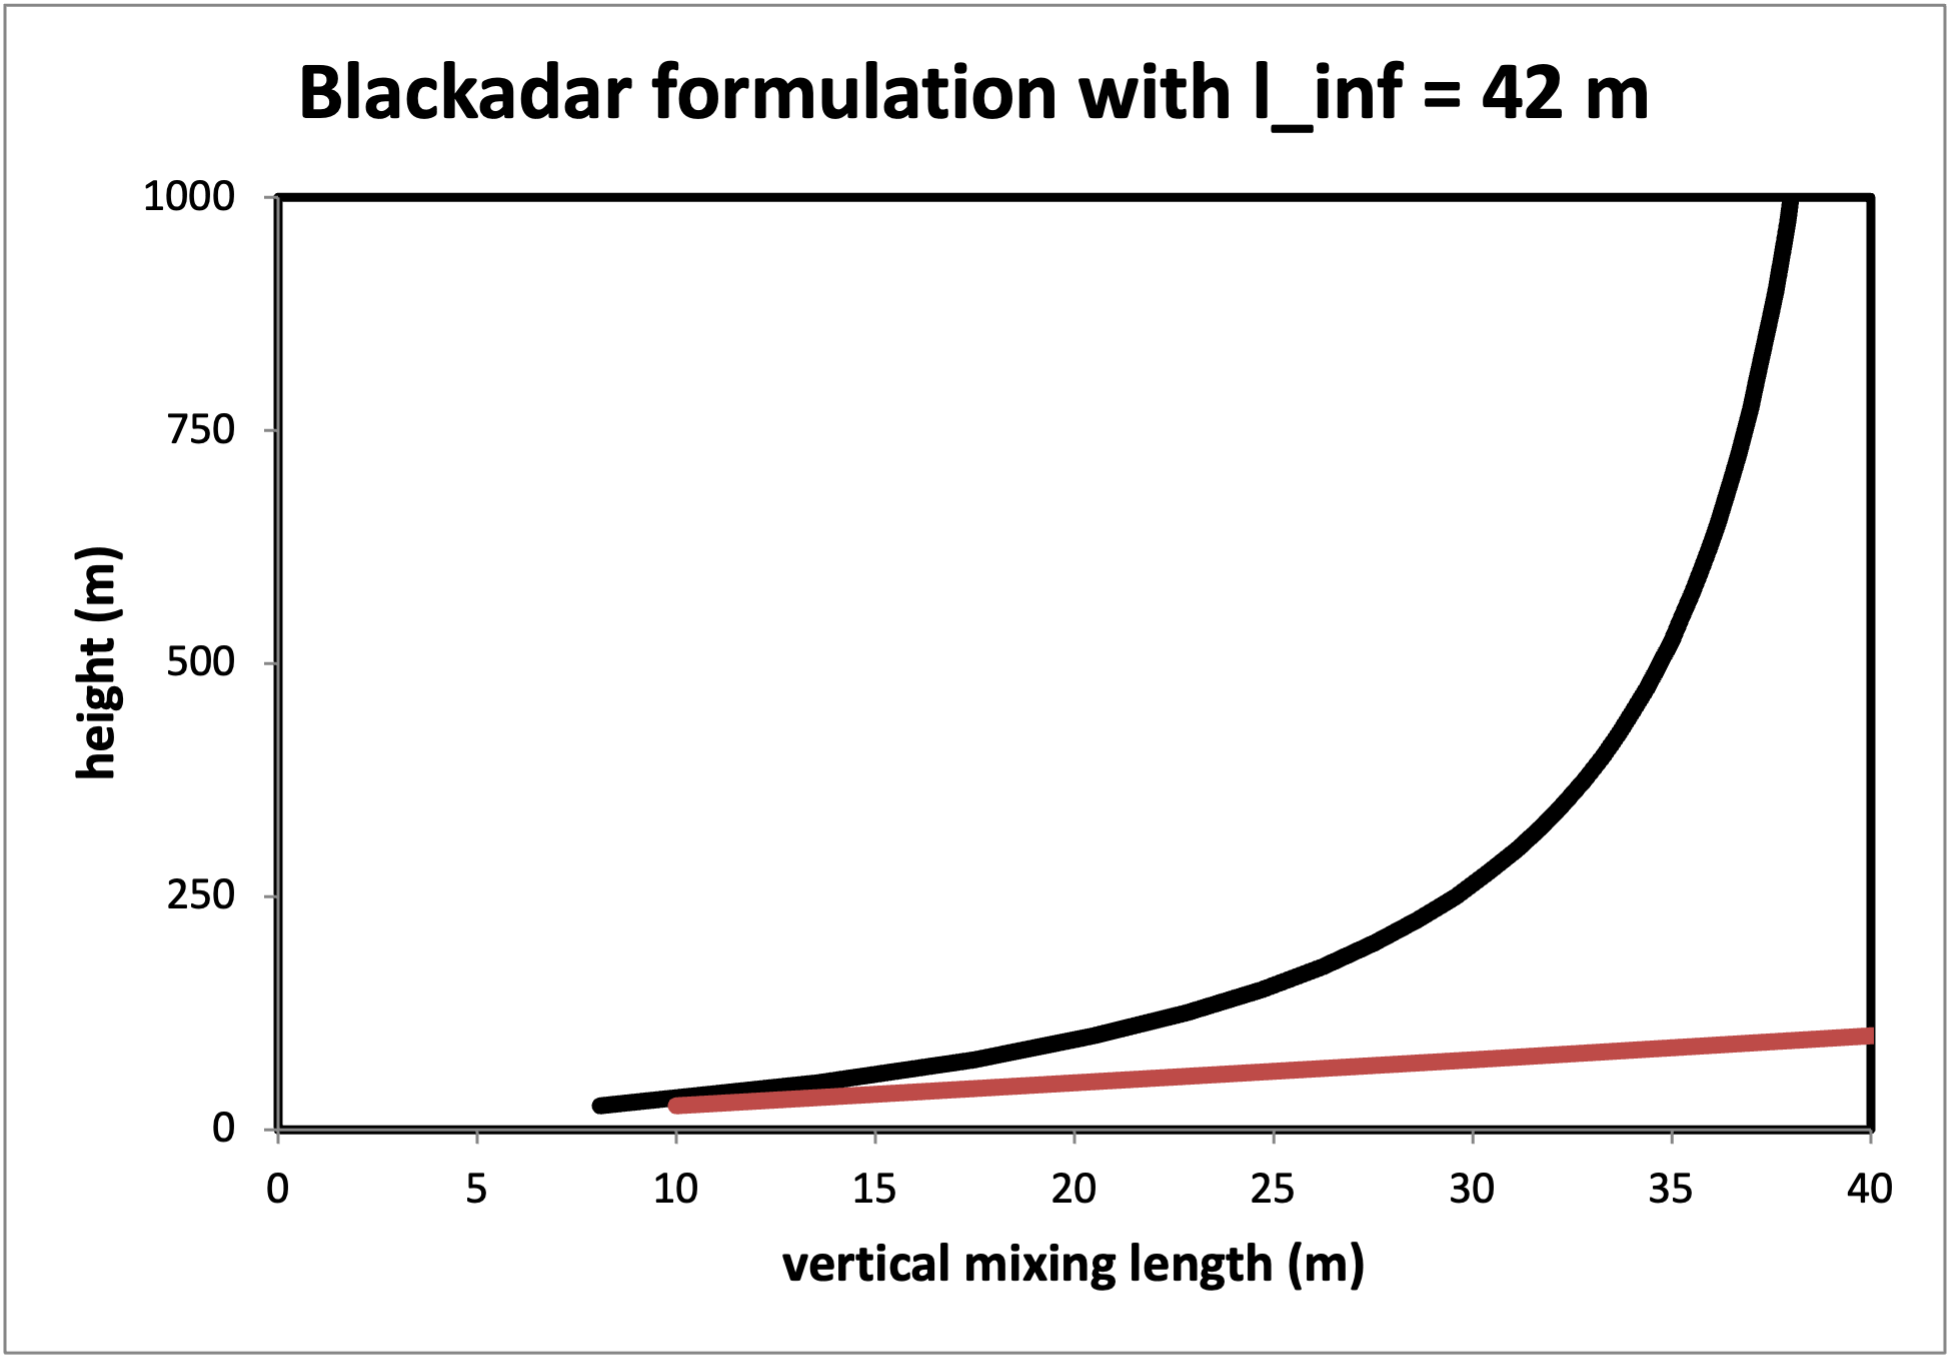 Blackadar formulation with l_inf = 42 m
1000
750
500
250
0
height (m)
0 5 10 15 20 25 30 35 40
vertical mixing length (m)